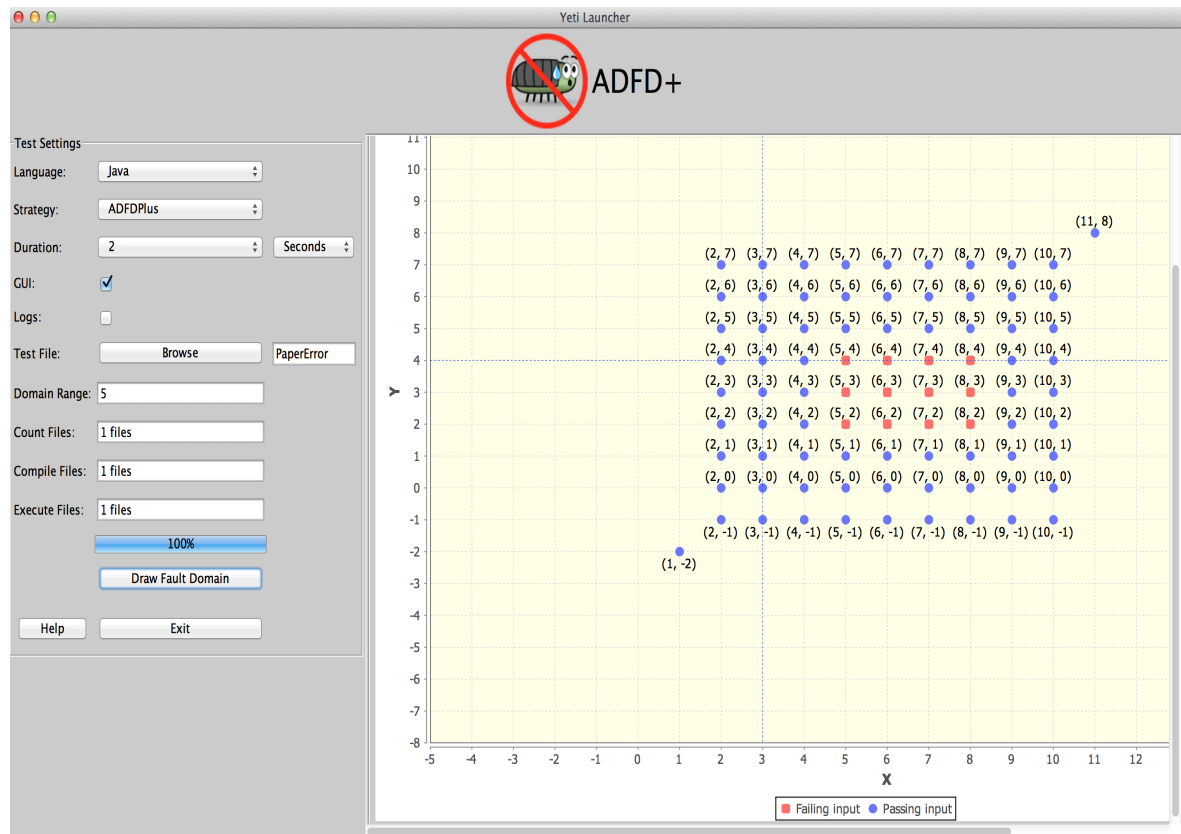 Yeti Launcher
ADFD+
Test Settings
Language: Java
Strategy: ADFDPlus
Duration: 2 Seconds
GUI:
Logs:
Test File: Browse PaperError
Domain Range: 5
Count Files: 1 files
Compile Files: 1 files
Execute Files: 1 files
100%
Draw Fault Domain
Help Exit
11
10
9
(11, 8)
8
(2, 7) (3, 7) (4, 7) (5, 7) (6, 7) (7, 7) (8, 7) (9, 7) (10, 7)
7
(2, 6) (3, 6) (4, 6) (5, 6) (6, 6) (7, 6) (8, 6) (9, 6) (10, 6)
6
(2, 5) (3, 5) (4, 5) (5, 5) (6, 5) (7, 5) (8, 5) (9, 5) (10, 5)
5
(2, 4) (3, 4) (4, 4) (5, 4) (6, 4) (7, 4) (8, 4) (9, 4) (10, 4)
4
(2, 3) (3, 3) (4, 3) (5, 3) (6, 3) (7, 3) (8, 3) (9, 3) (10, 3)
Y 3
(2, 2) (3, 2) (4, 2) (5, 2) (6, 2) (7, 2) (8, 2) (9, 2) (10, 2)
2
(2, 1) (3, 1) (4, 1) (5, 1) (6, 1) (7, 1) (8, 1) (9, 1) (10, 1)
1
(2, 0) (3, 0) (4, 0) (5, 0) (6, 0) (7, 0) (8, 0) (9, 0) (10, 0)
0
-1
(2, -1) (3, -1) (4, -1) (5, -1) (6, -1) (7, -1) (8, -1) (9, -1) (10, -1)
-2
(1, -2)
-3
-4
-5
-6
-7
-8
-5 -4 -3 -2 -1 0 1 2 3 4 5 6 7 8 9 10 11 12
X
Failing input Passing input